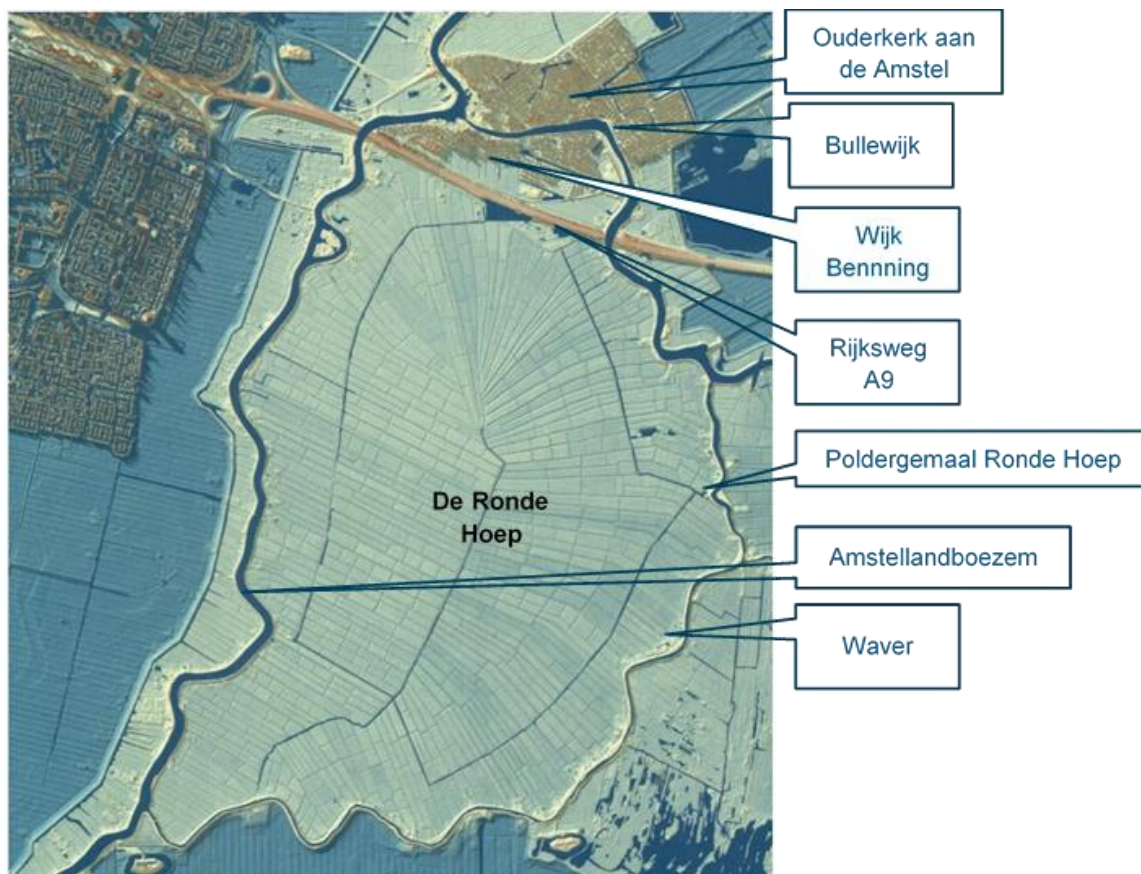 Ouderkerk aan
de Amstel
Bullewijk
Wijk
Bennning
Rijksweg
A9
Poldergemaal Ronde Hoep
De Ronde
Hoep
Amstellandboezem
Waver